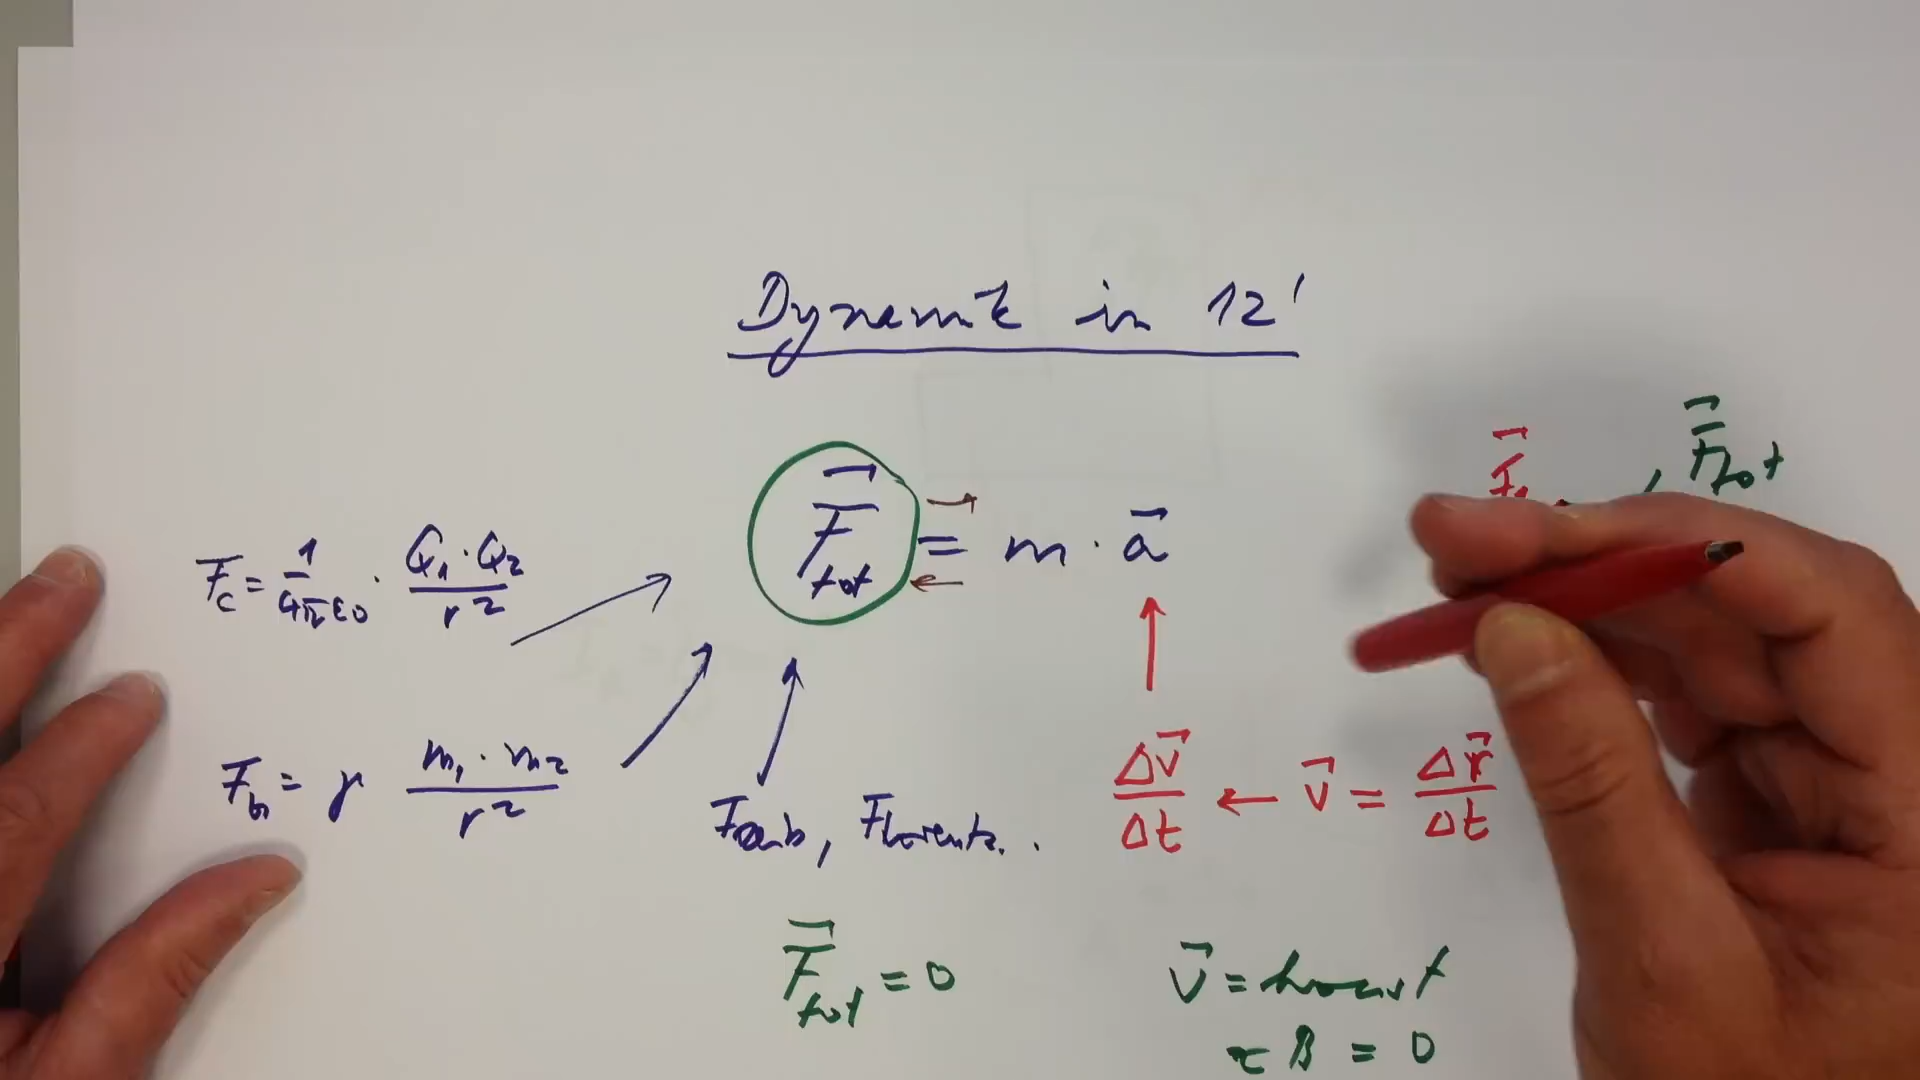 Dynamik in 12'
F⃗tot = m · a⃗
F⃗tot
Fc = 1/4πε0 · Q1 · Q2 / r²
FG = γ m1 · m2 / r²
, FLorentz..
Δv⃗/Δt ← v⃗ = Δr⃗/Δt
F⃗tot = 0
v⃗ = konst
z B = 0